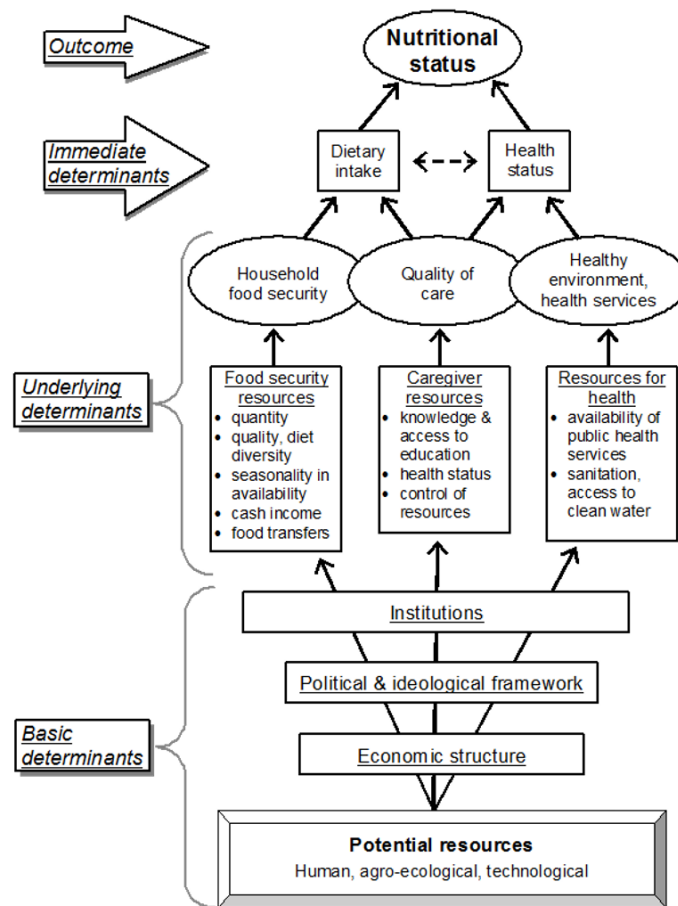 Outcome
Nutritional
status
Immediate
determinants
Dietary
intake
Health
status
Household
food security
Quality of
care
Healthy
environment,
health services
Underlying
determinants
Food security
resources
• quantity
• quality, diet
diversity
• seasonality in
availability
• cash income
• food transfers
Caregiver
resources
• knowledge &
access to
education
• health status
• control of
resources
Resources for
health
• availability of
public health
services
• sanitation,
access to
clean water
Basic
determinants
Institutions
Political & ideological framework
Economic structure
Potential resources
Human, agro-ecological, technological